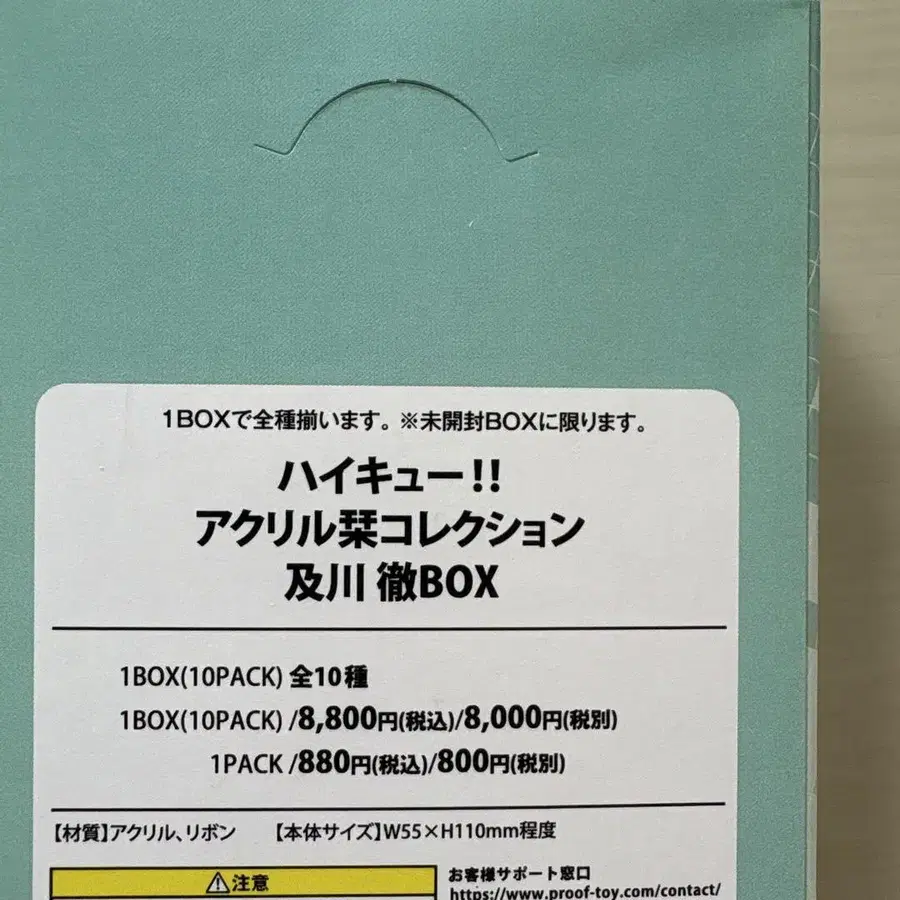 1BOXで全種揃います。※未開封BOXに限ります。
ハイキュー!!
アクリル栞コレクション
及川 徹BOX
1BOX(10PACK) 全10種
1BOX(10PACK) /8,800円(税込)/8,000円(税別)
1PACK /880円(税込)/800円(税別)
【材質】アクリル、リボン 【本体サイズ】W55×H110mm程度
⚠注意
お客様サポート窓口
https://www.proof-toy.com/contact/